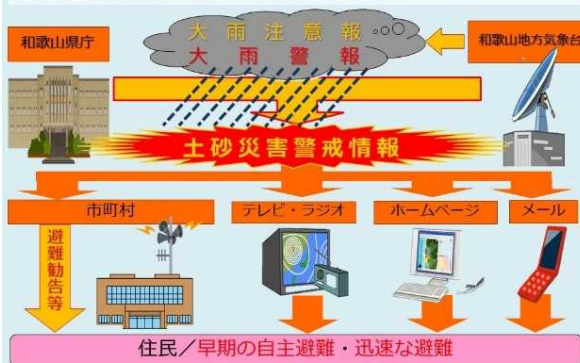 大雨注意報
大雨警報
和歌山県庁
和歌山地方気象台
土砂災害警戒情報
市町村
テレビ・ラジオ
ホームページ
メール
避難勧告等
住民／早期の自主避難・迅速な避難